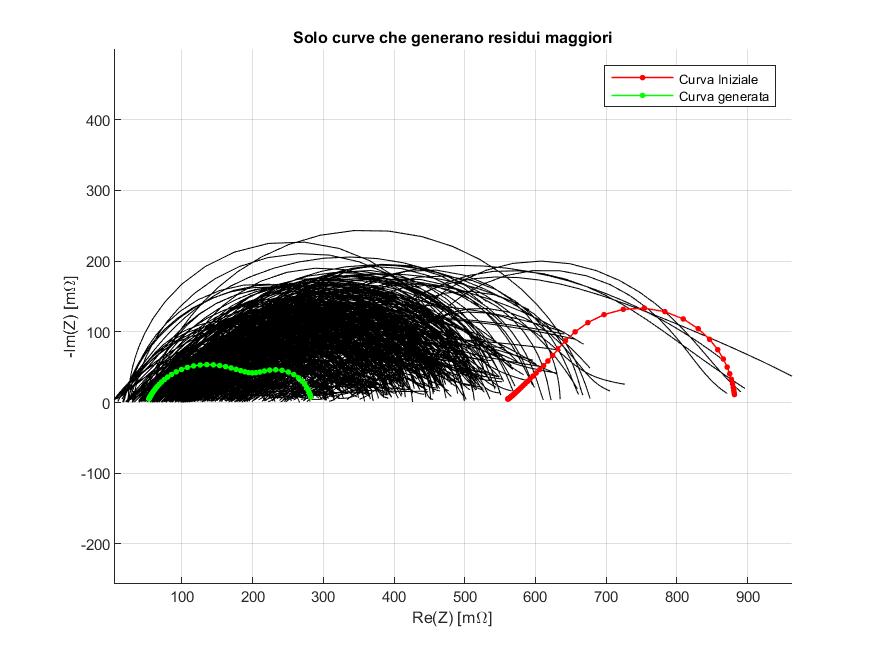 Solo curve che generano residui maggiori
Curva Iniziale
Curva generata
400
300
200
100
0
-100
-200
-Im(Z) [mΩ]
100 200 300 400 500 600 700 800 900
Re(Z) [mΩ]